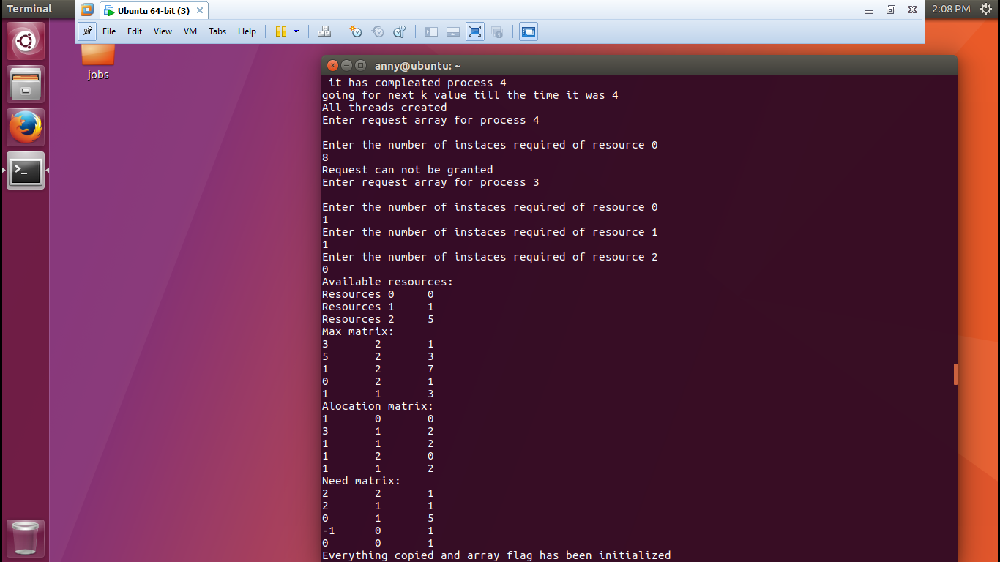 Terminal
Ubuntu 64-bit (3)
2:08 PM
File Edit View VM Tabs Help
jobs
anny@ubuntu: ~
it has compleated process 4
going for next k value till the time it was 4
All threads created
Enter request array for process 4
Enter the number of instaces required of resource 0
8
Request can not be granted
Enter request array for process 3
Enter the number of instaces required of resource 0
1
Enter the number of instaces required of resource 1
1
Enter the number of instaces required of resource 2
0
Available resources:
Resources 0 0
Resources 1 1
Resources 2 5
Max matrix:
3 2 1
5 2 3
1 2 7
0 2 1
1 1 3
Alocation matrix:
1 0 0
3 1 2
1 1 2
1 2 0
1 1 2
Need matrix:
2 2 1
2 1 1
0 1 5
-1 0 1
0 0 1
Everything copied and array flag has been initialized